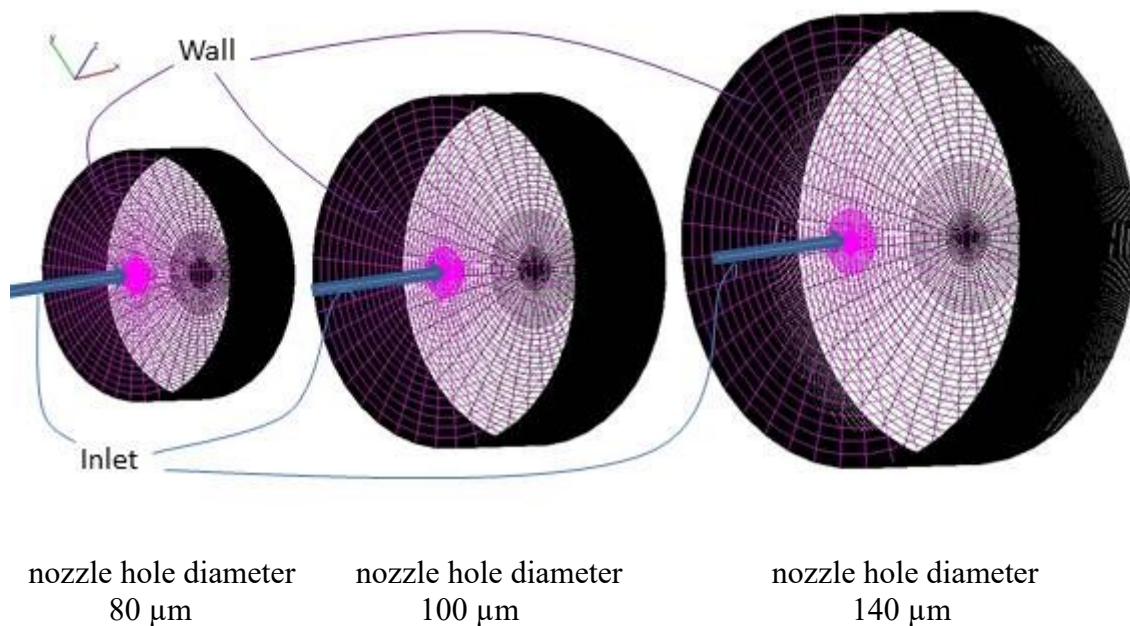 Wall
Inlet
nozzle hole diameter
80 µm
nozzle hole diameter
100 µm
nozzle hole diameter
140 µm